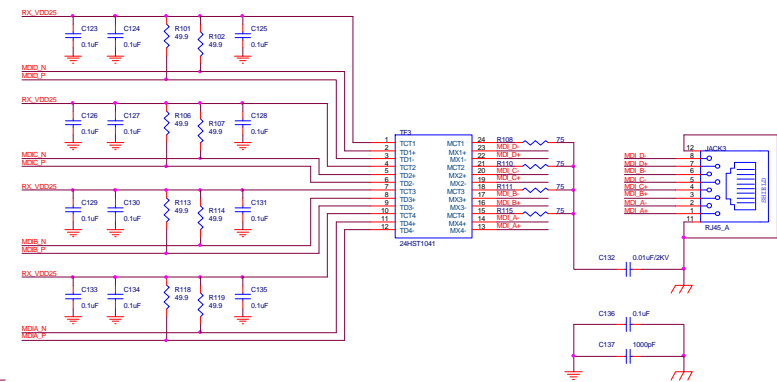 RX_VDD25
C123 C124 R101 R102 C125
0.1uF 0.1uF 49.9 49.9 0.1uF
MDID_N
MDID_P
RX_VDD25
C126 C127 R106 R107 C128
0.1uF 0.1uF 49.9 49.9 0.1uF
MDIC_N
MDIC_P
RX_VDD25
C129 C130 R113 R114 C131
0.1uF 0.1uF 49.9 49.9 0.1uF
MDIB_N
MDIB_P
RX_VDD25
C133 C134 R118 R119 C135
0.1uF 0.1uF 49.9 49.9 0.1uF
MDIA_N
MDIA_P
TF3
1 TCT1 MCT1 24 R108 75
2 TD1+ MX1+ 23 MDI_D-
3 TD1- MX1- 22 MDI_D+
4 TCT2 MCT2 21 R110 75
5 TD2+ MX2+ 20 MDI_C-
6 TD2- MX2- 19 MDI_C+
7 TCT3 MCT3 18 R111 75
8 TD3+ MX3+ 17 MDI_B-
9 TD3- MX3- 16 MDI_B+
10 TCT4 MCT4 15 R115 75
11 TD4+ MX4+ 14 MDI_A-
12 TD4- MX4- 13 MDI_A+
24HST1041
JACK3
12
MDI_D- 8
MDI_D+ 7
MDI_B- 6
MDI_C- 5
MDI_C+ 4
MDI_B+ 3
MDI_A- 2
MDI_A+ 1
11
SHIELD
RJ45_A
C132 0.01uF/2KV
C136 0.1uF
C137 1000pF